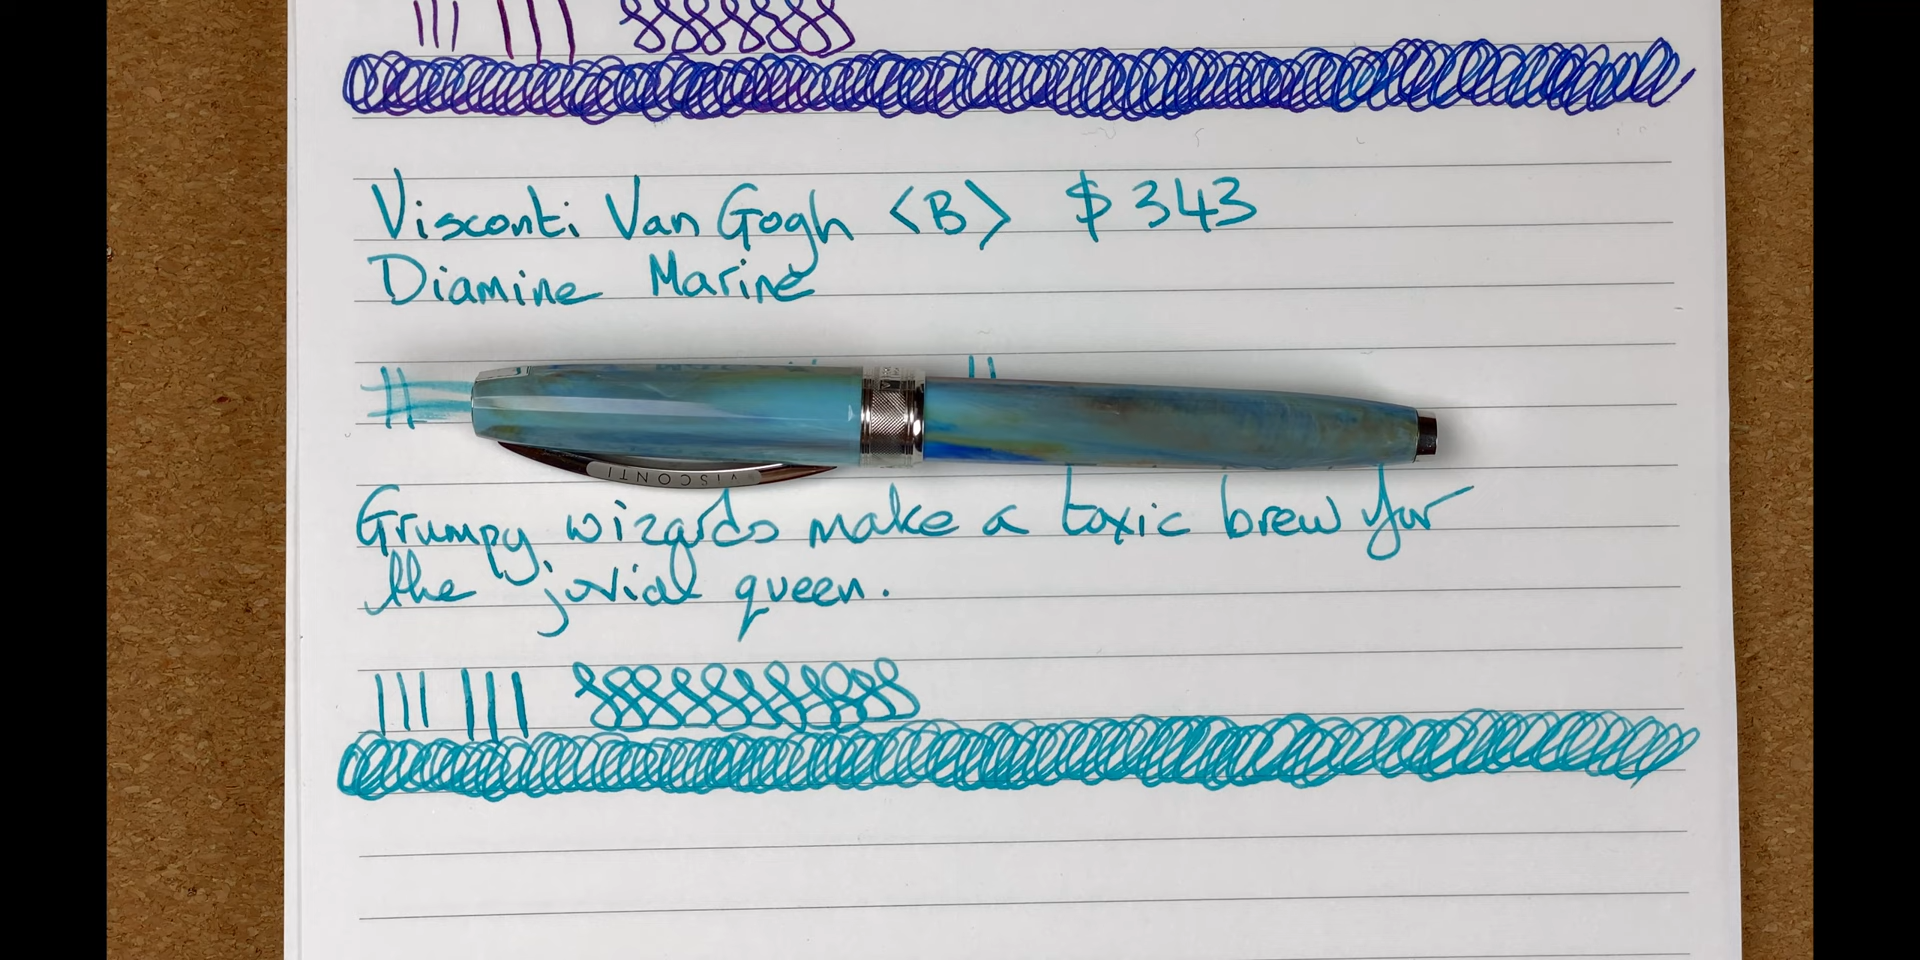 Visconti Van Gogh <B> $343
Diamine Marine
VISCONTI
Grumpy wizards make a toxic brew for
the jovial queen.